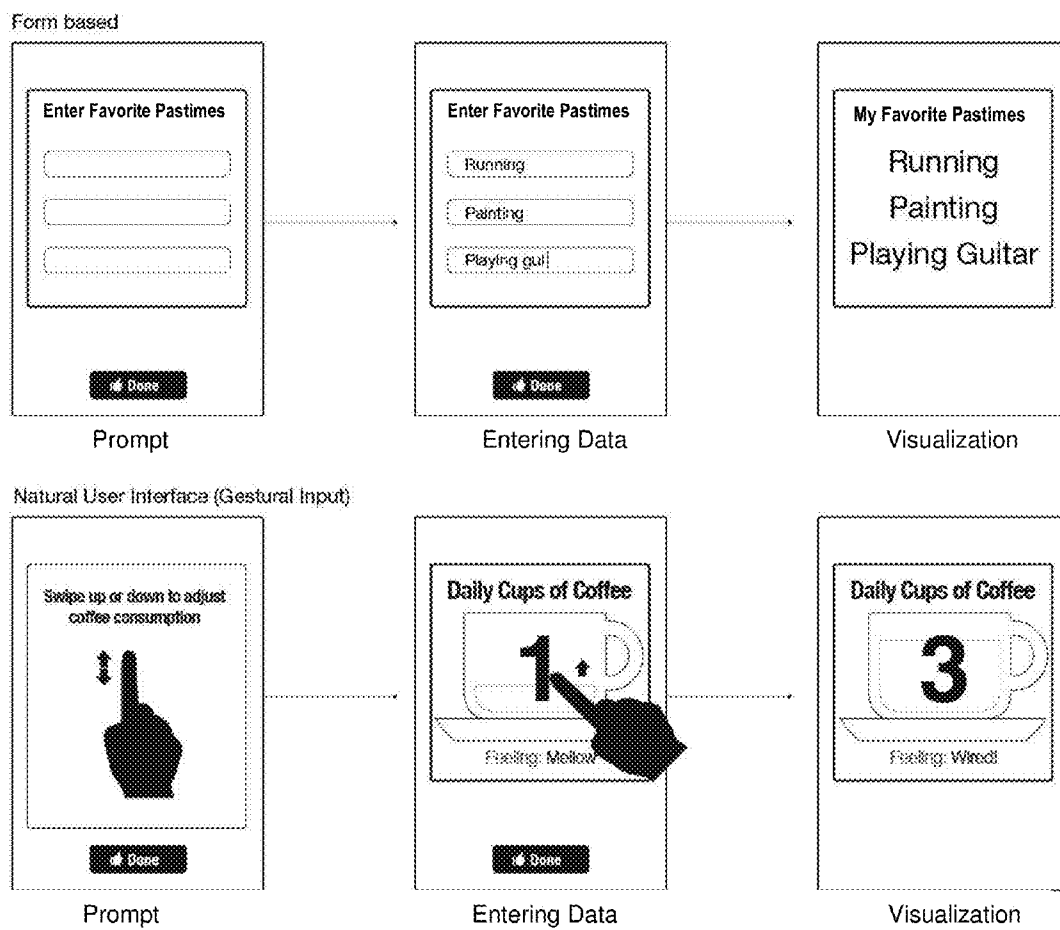 Form based
Enter Favorite Pastimes
Done
Prompt
Enter Favorite Pastimes
Running
Painting
Playing gui
Done
Entering Data
My Favorite Pastimes
Running
Painting
Playing Guitar
Visualization
Natural User Interface (Gestural Input)
Swipe up or down to adjust
coffee consumption
Done
Prompt
Daily Cups of Coffee
1
Feeling: Mellow
Done
Entering Data
Daily Cups of Coffee
3
Feeling: Wired!
Visualization